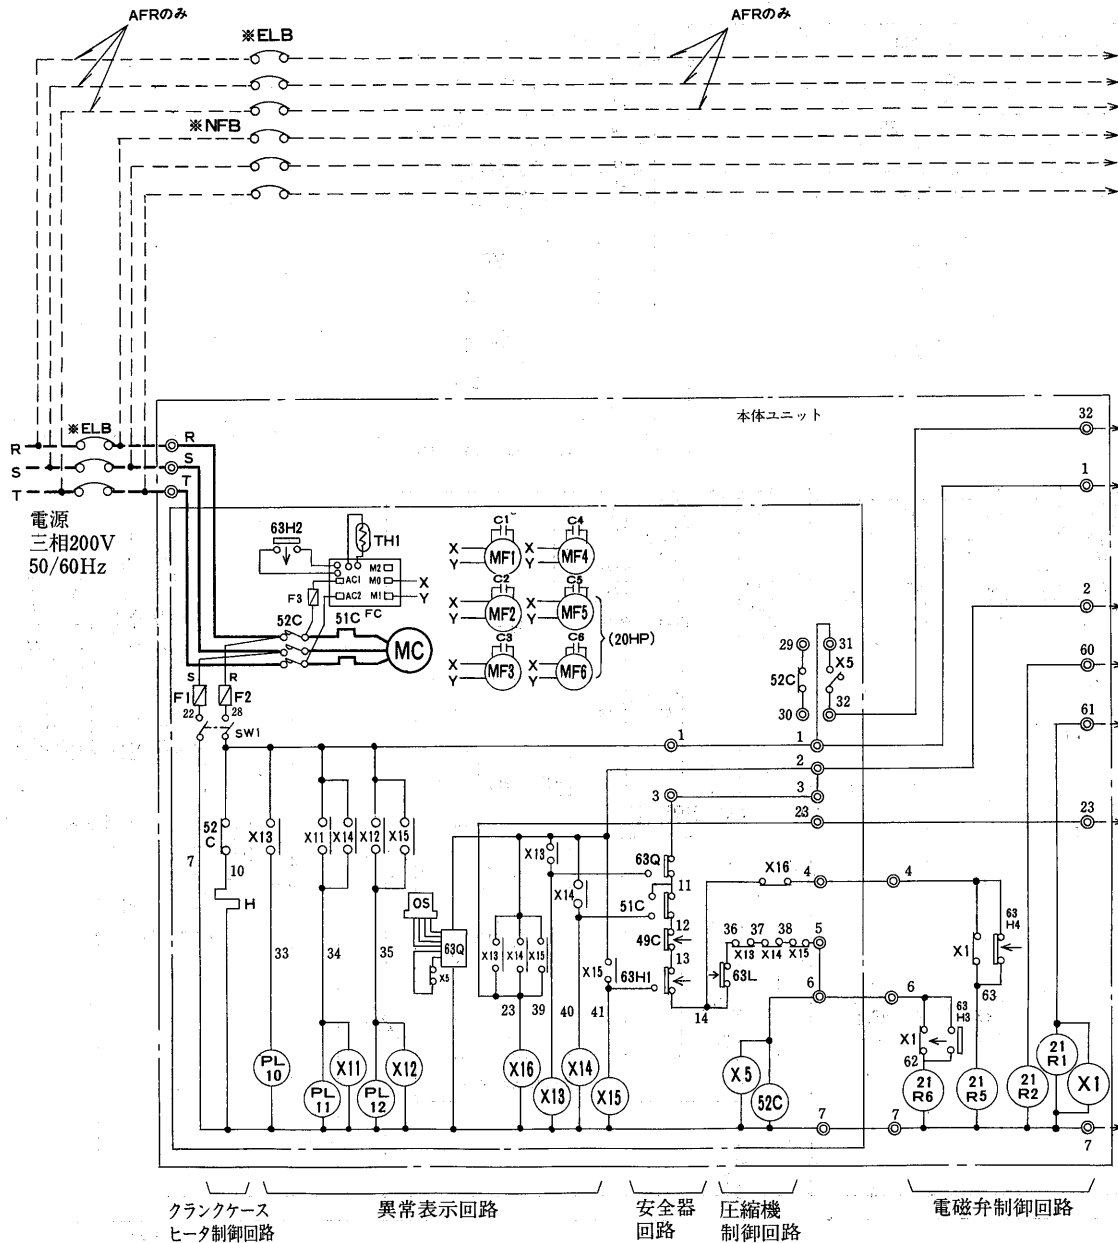 AFRのみ
AFRのみ
※ELB
※NFB
本体ユニット
32
※ELB
R
R
S
S
T
T
1
電源
三相200V
50/60Hz
63H2
TH1
C1
C4
X
Y
MF1
X
Y
MF4
M2
AC1
M0
X
F3
AC2
M1
Y
FC
C2
C5
X
Y
MF2
X
Y
MF5
2
52C
51C
MC
C3
C6
(20HP)
X
Y
MF3
X
Y
MF6
29
31
X5
52C
30
32
60
61
S
R
F1
F2
22
28
SW1
1
1
2
3
3
23
23
52
C
X13
X11
X14
X12
X15
X13
63Q
X16
4
4
7
10
H
OS
63Q
X5
X14
11
51C
12
49C
13
36
37
38
5
X13
X14
X15
63
H4
X1
33
34
35
X13
X14
X15
X15
63H1
63L
63
23
39
40
41
14
6
6
63
H3
X1
62
PL
10
X11
X12
X16
X14
X5
21
R1
X1
PL
11
PL
12
X13
X15
52C
21
R6
21
R5
21
R2
7
7
7
クランクケース
ヒータ制御回路
異常表示回路
安全器
回路
圧縮機
制御回路
電磁弁制御回路